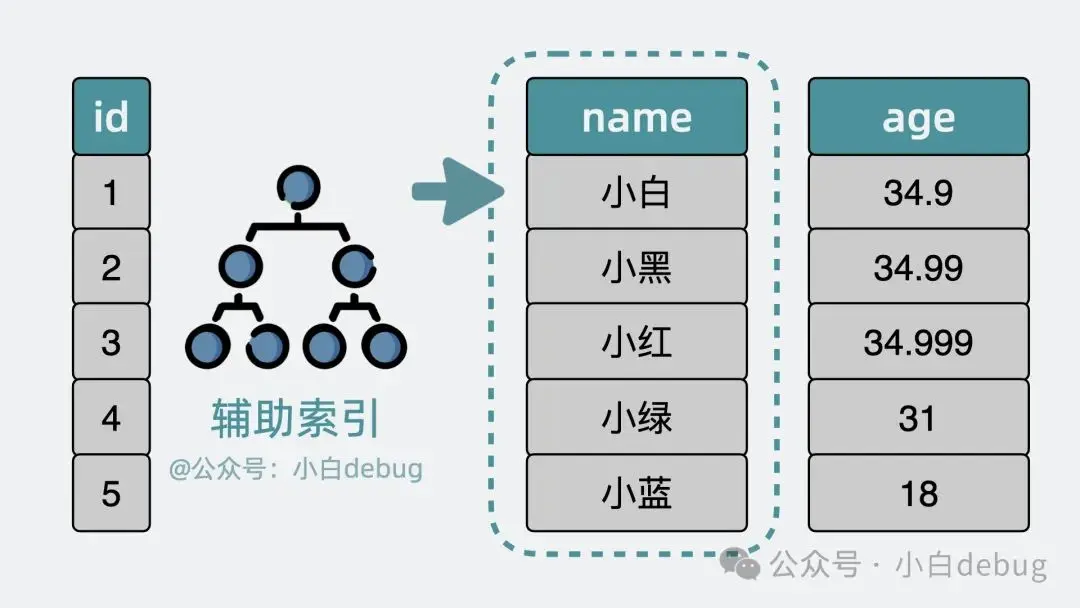 id name age
1 小白 34.9
2 小黑 34.99
3 小红 34.999
4 小绿 31
5 小蓝 18
辅助索引
@公众号：小白debug
公众号 · 小白debug